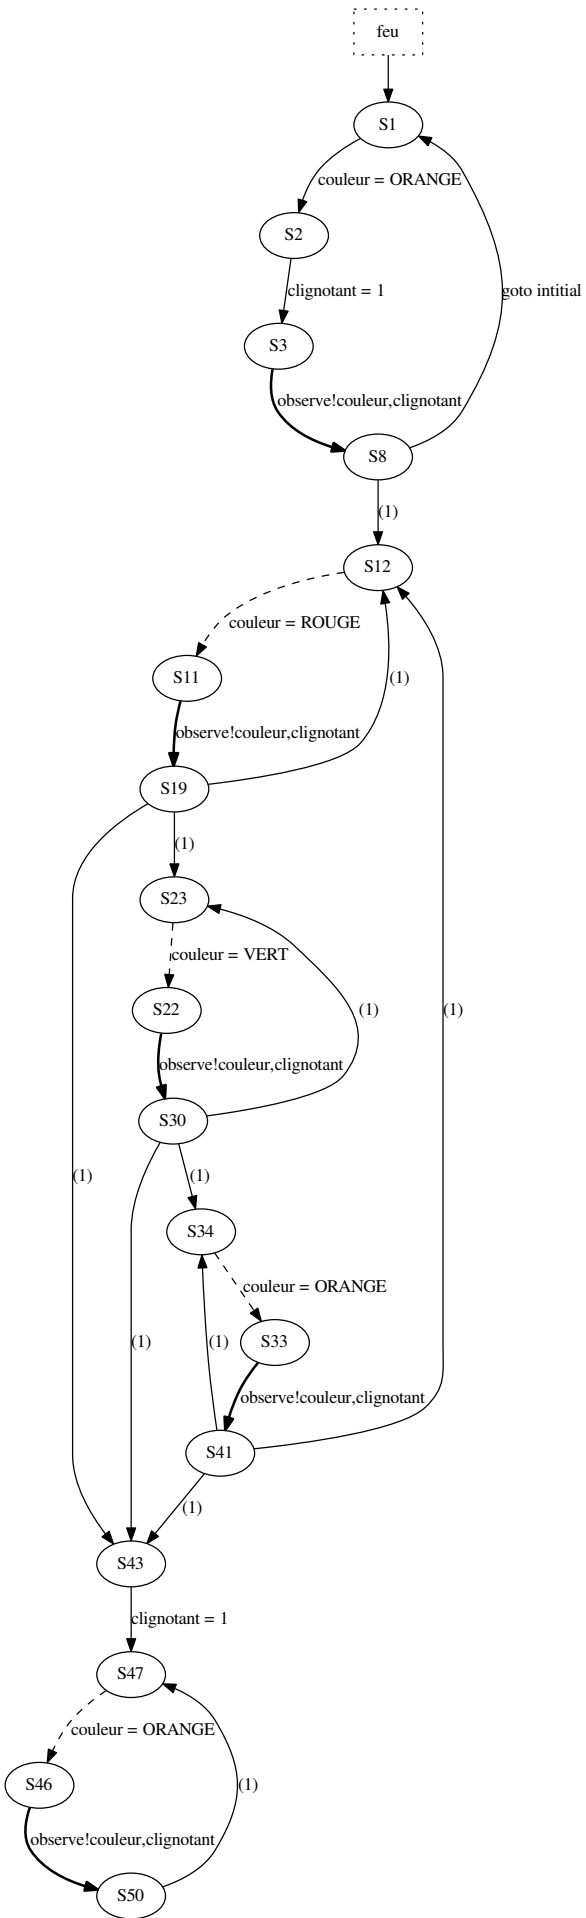 feu
S1
couleur = ORANGE
S2
clignotant = 1
goto intitial
S3
observe!couleur,clignotant
S8
(1)
S12
couleur = ROUGE
S11
(1)
observe!couleur,clignotant
S19
(1)
S23
couleur = VERT
S22
(1)
(1)
observe!couleur,clignotant
S30
(1)
(1)
S34
couleur = ORANGE
(1)
(1)
S33
observe!couleur,clignotant
S41
(1)
S43
clignotant = 1
S47
couleur = ORANGE
S46
(1)
observe!couleur,clignotant
S50